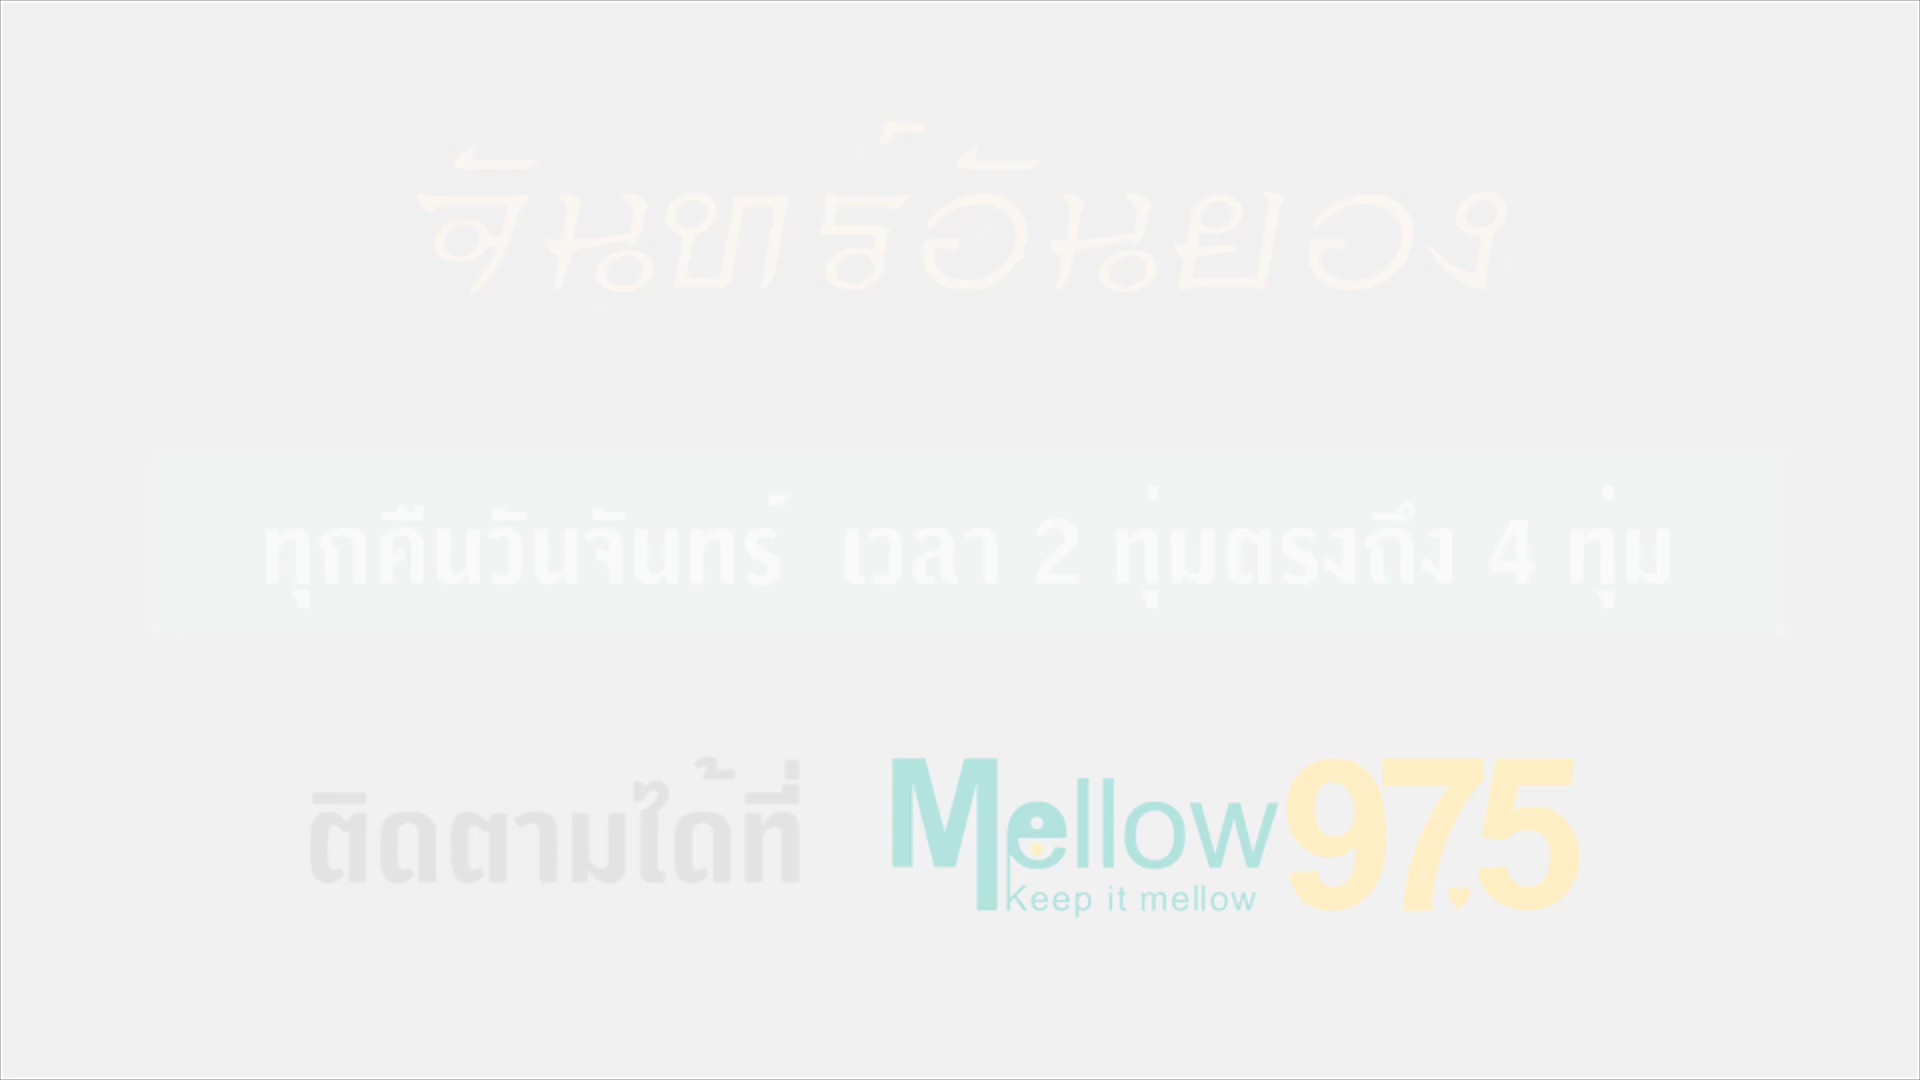 จันทร์อันยอง
ทุกคืนวันจันทร์ เวลา 2 ทุ่มตรงถึง 4 ทุ่ม
ติดตามได้ที่ Mellow 97.5
Keep it mellow